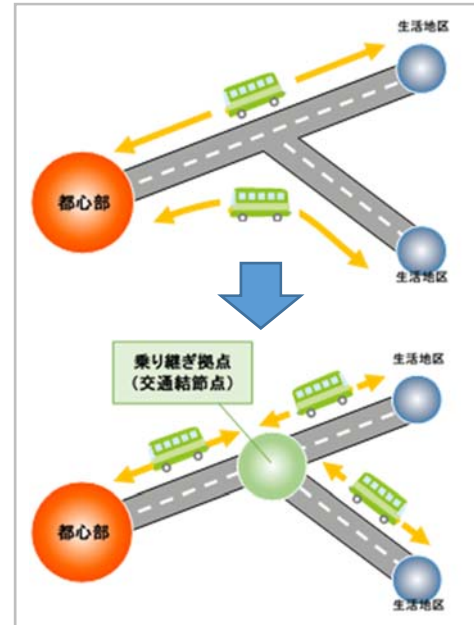 生活地区
都心部
生活地区
乗り継ぎ拠点
(交通結節点)
生活地区
都心部
生活地区